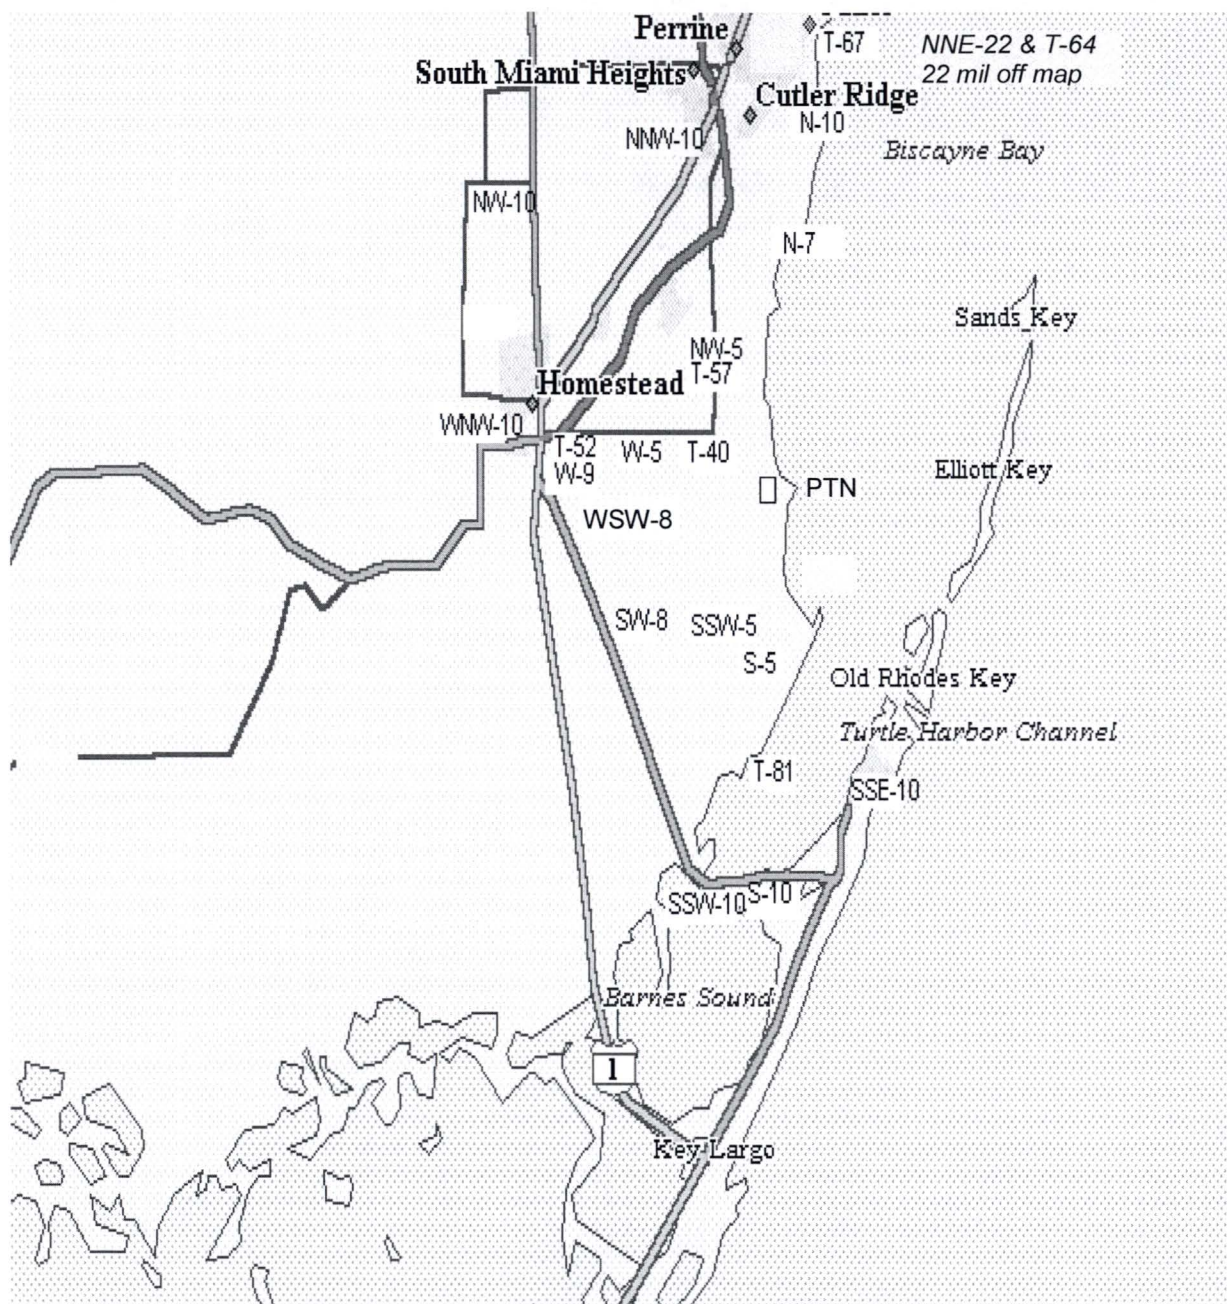 Perrine
T-67
NNE-22 & T-64
22 mil off map
South Miami Heights
Cutler Ridge
N-10
NNW-10
Biscayne Bay
NW-10
N-7
Sands Key
NW-5
T-57
Homestead
WNW-10
T-52
W-9
W-5
T-40
Elliott Key
PTN
WSW-8
SW-8
SSW-5
S-5
Old Rhodes Key
Turtle Harbor Channel
T-81
SSE-10
SSW-10
S-10
Barnes Sound
1
Key Largo